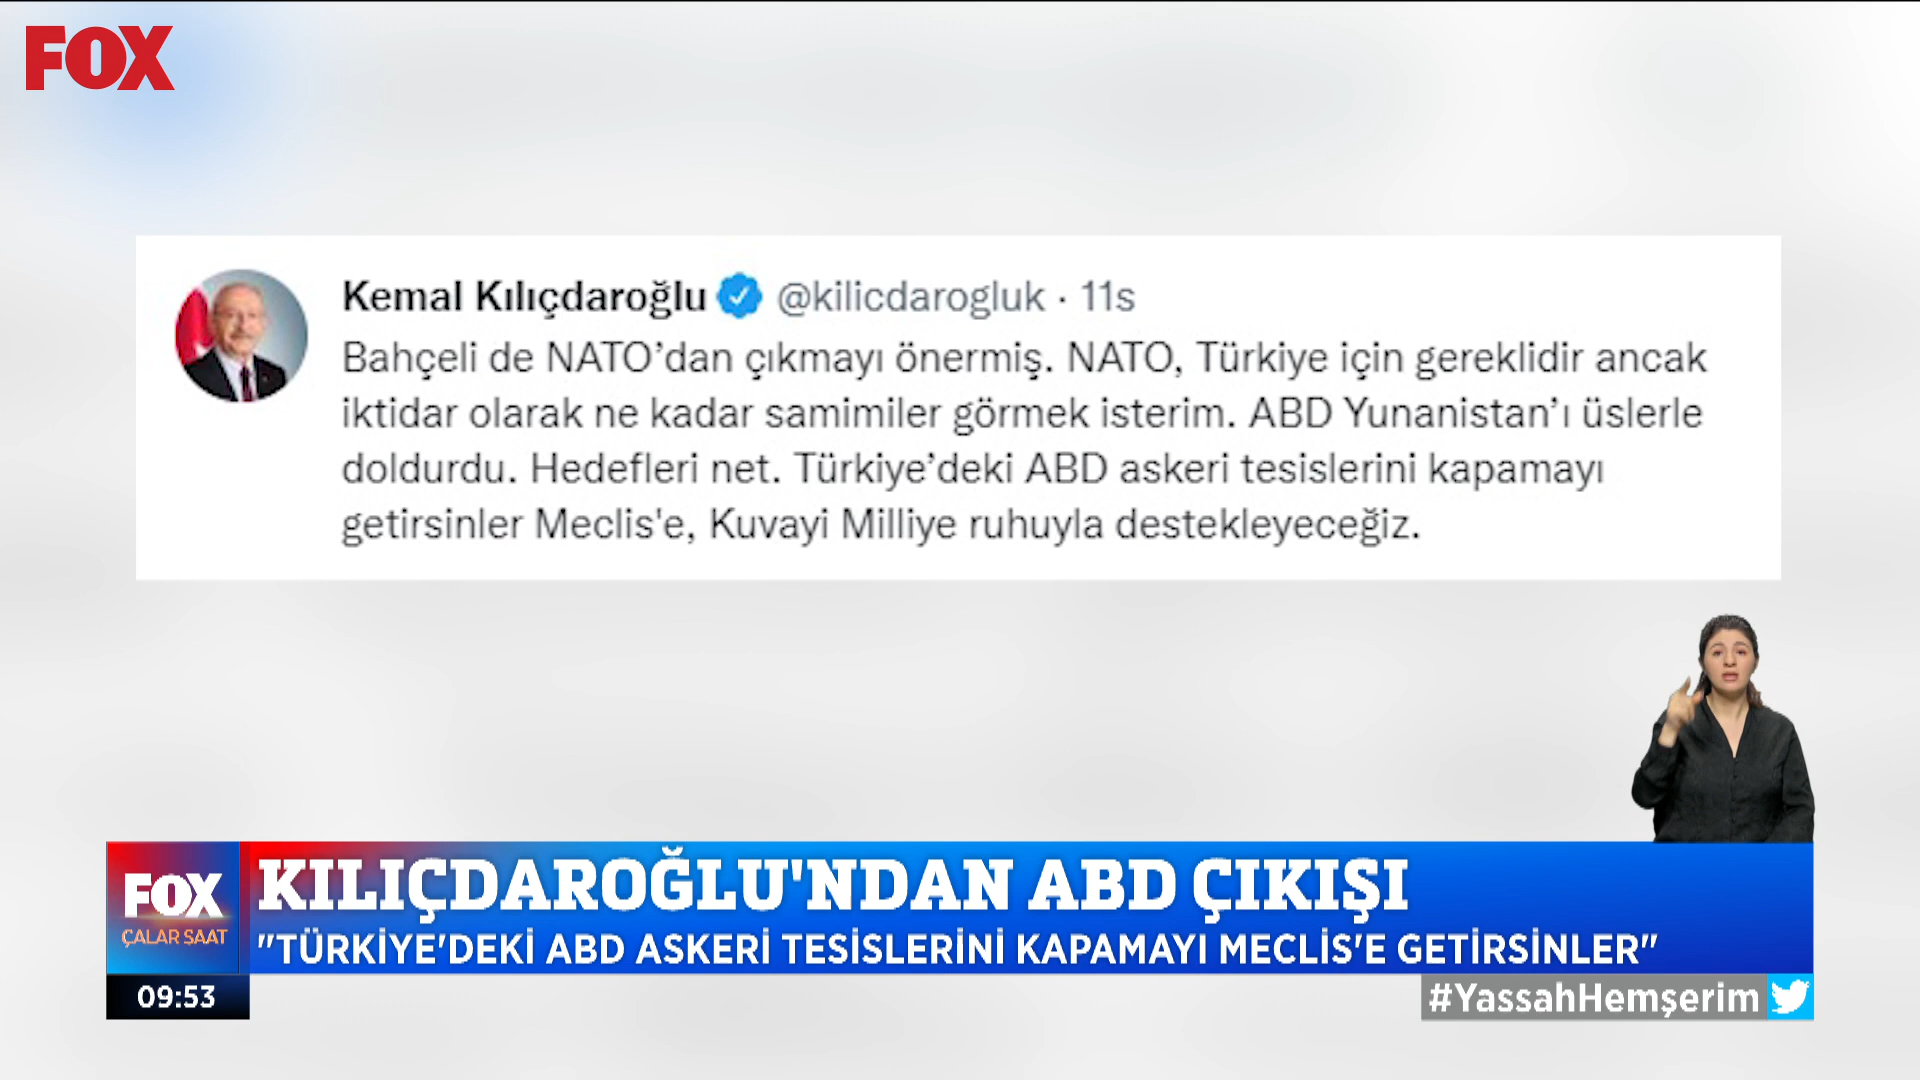 FOX
Kemal Kılıçdaroğlu @kilicdarogluk · 11s
Bahçeli de NATO’dan çıkmayı önermiş. NATO, Türkiye için gereklidir ancak
iktidar olarak ne kadar samimiler görmek isterim. ABD Yunanistan’ı üslerle
doldurdu. Hedefleri net. Türkiye’deki ABD askeri tesislerini kapamayı
getirsinler Meclis'e, Kuvayi Milliye ruhuyla destekleyeceğiz.
FOX
ÇALAR SAAT
KILIÇDAROĞLU'NDAN ABD ÇIKIŞI
"TÜRKİYE'DEKİ ABD ASKERİ TESİSLERİNİ KAPAMAYI MECLİS'E GETİRSİNLER"
09:53
#YassahHemşerim